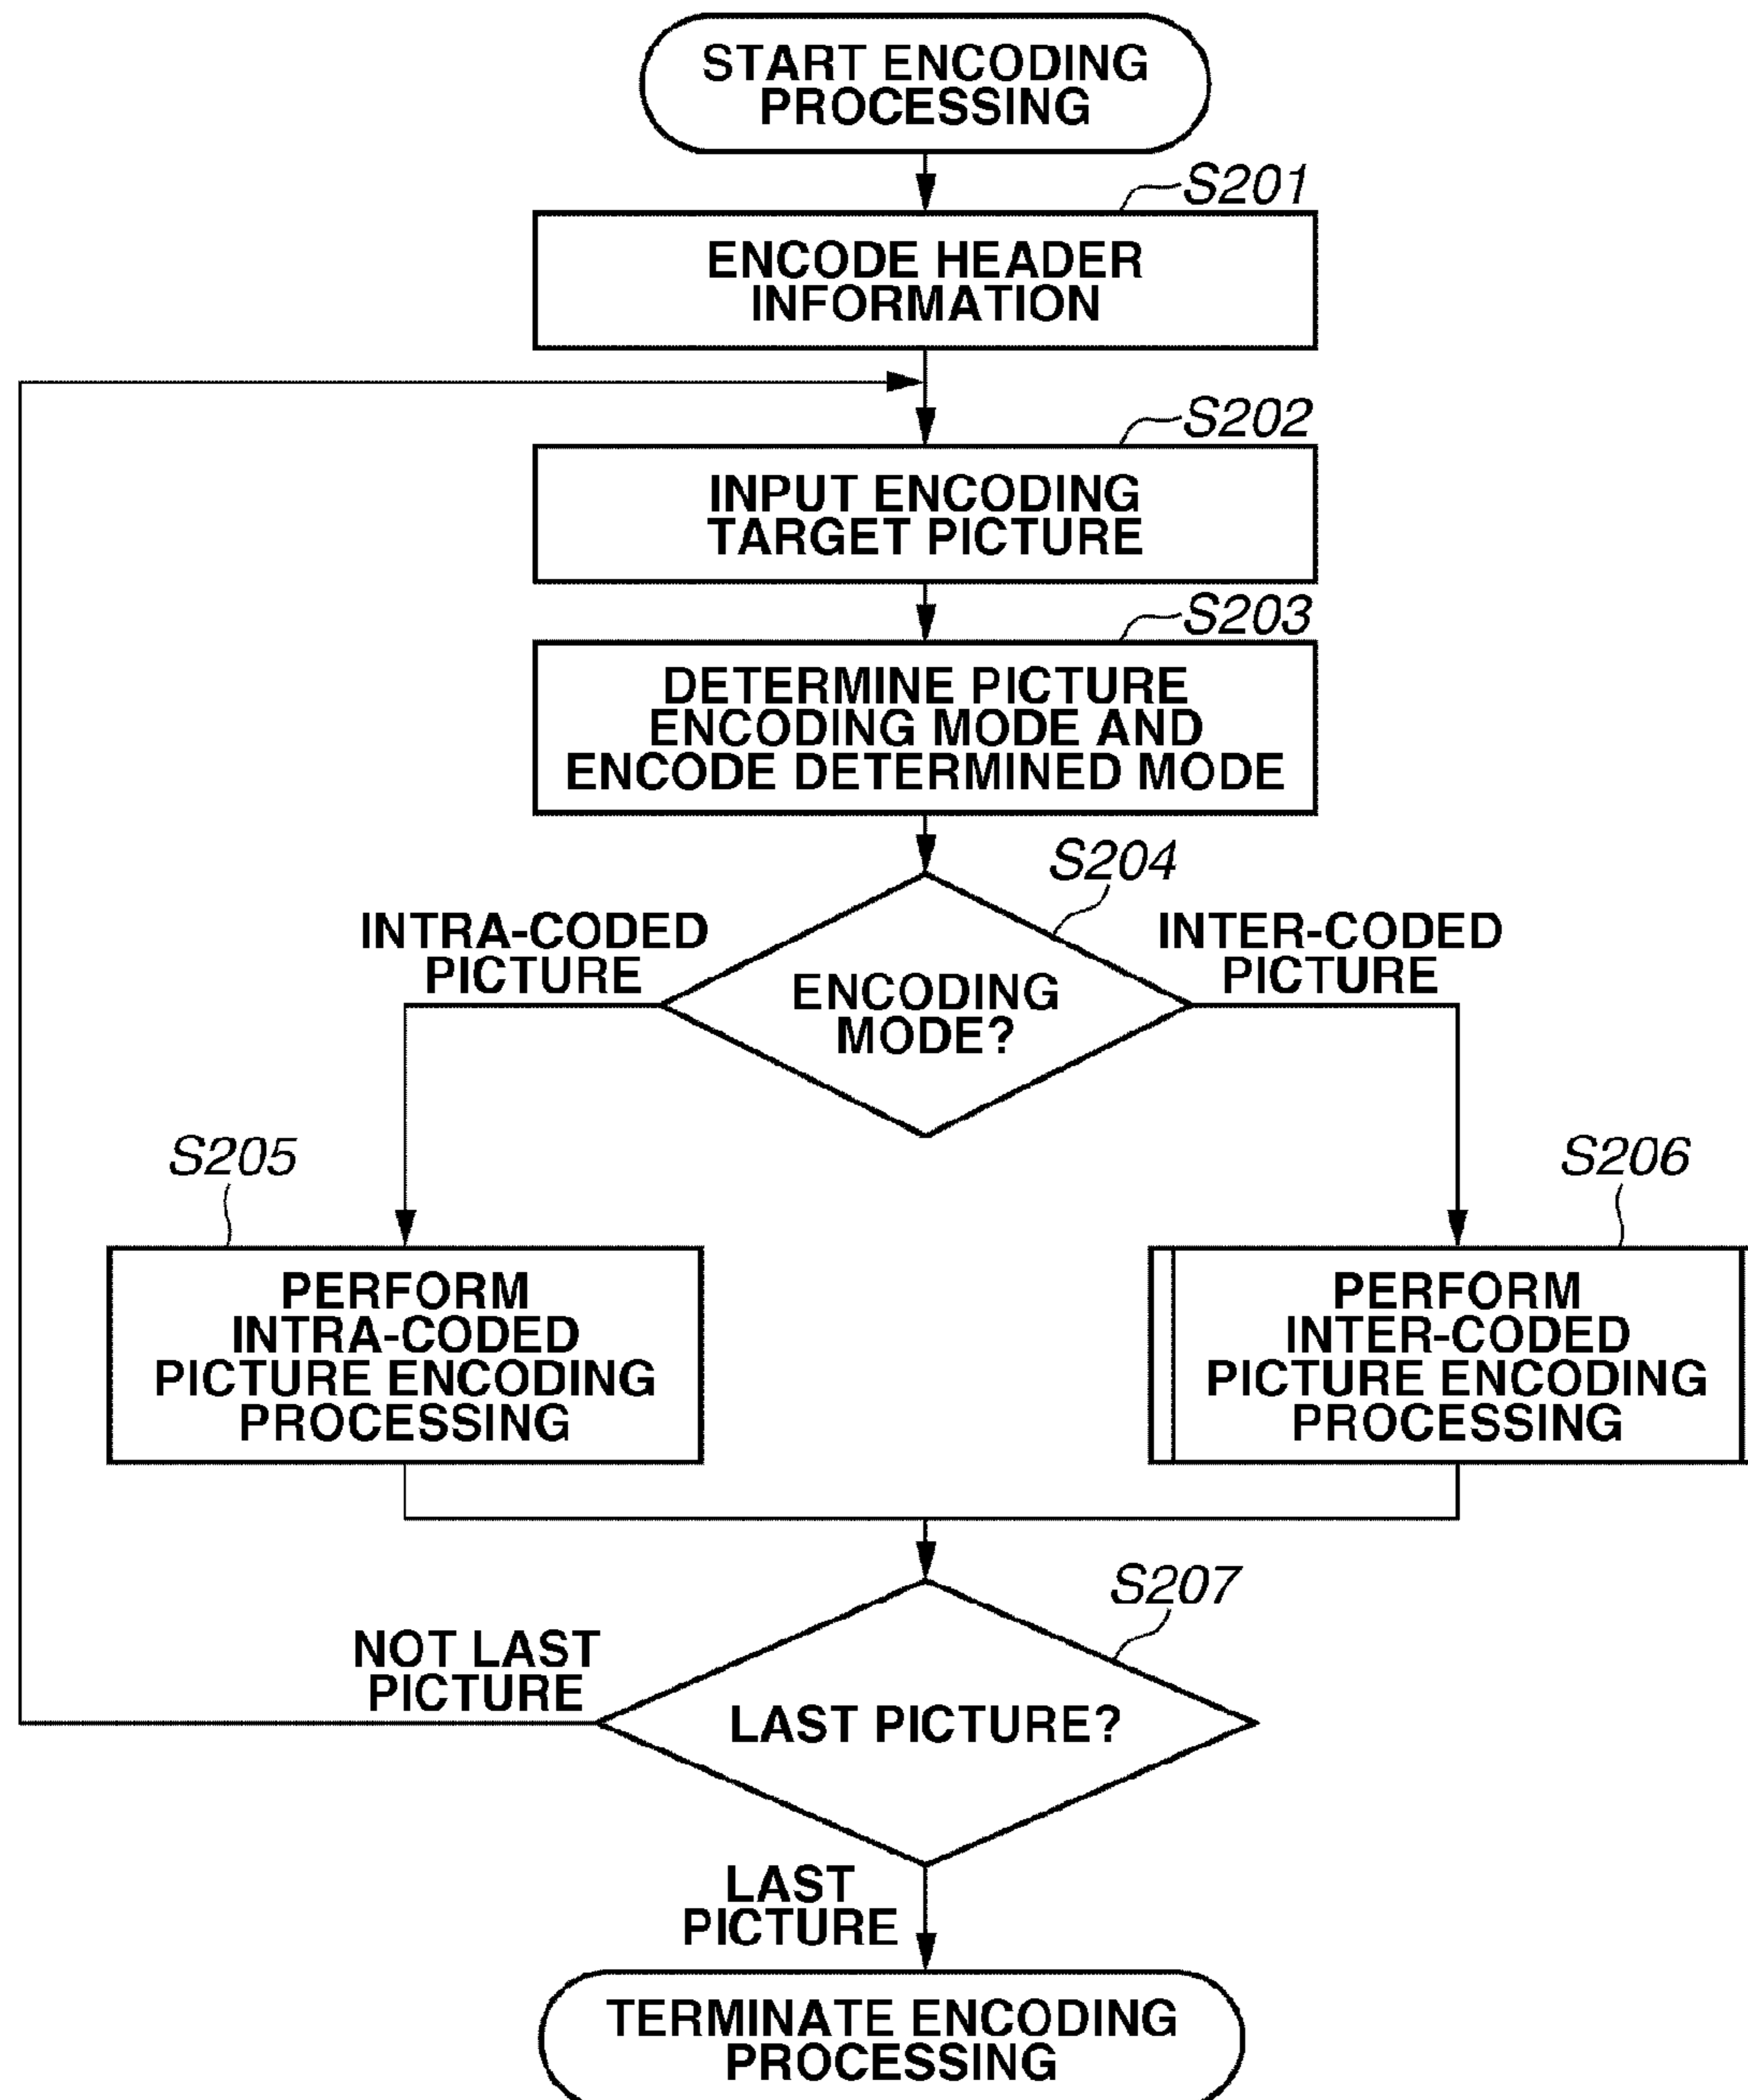 START ENCODING
PROCESSING
S201
ENCODE HEADER
INFORMATION
S202
INPUT ENCODING
TARGET PICTURE
S203
DETERMINE PICTURE
ENCODING MODE AND
ENCODE DETERMINED MODE
S204
INTRA-CODED
PICTURE
ENCODING
MODE?
INTER-CODED
PICTURE
S205
PERFORM
INTRA-CODED
PICTURE ENCODING
PROCESSING
S206
PERFORM
INTER-CODED
PICTURE ENCODING
PROCESSING
S207
NOT LAST
PICTURE
LAST PICTURE?
LAST
PICTURE
TERMINATE ENCODING
PROCESSING